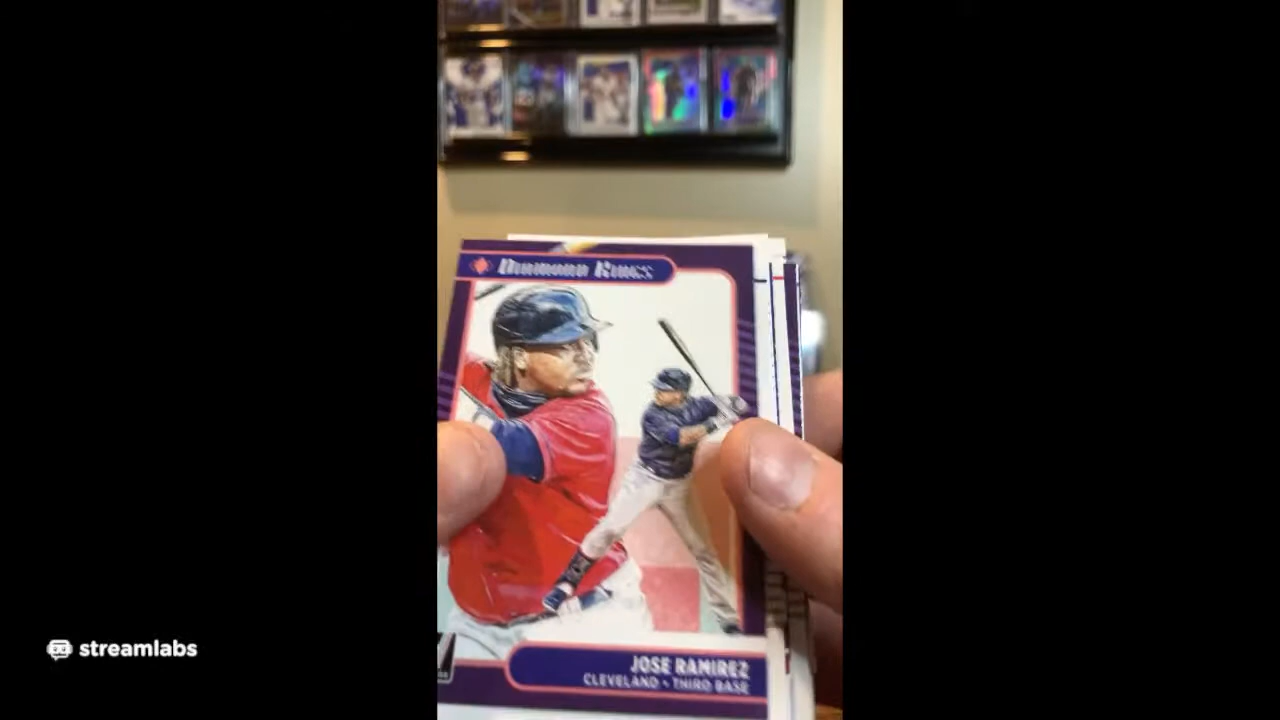 DIAMOND KINGS
JOSE RAMIREZ
CLEVELAND • THIRD BASE
streamlabs